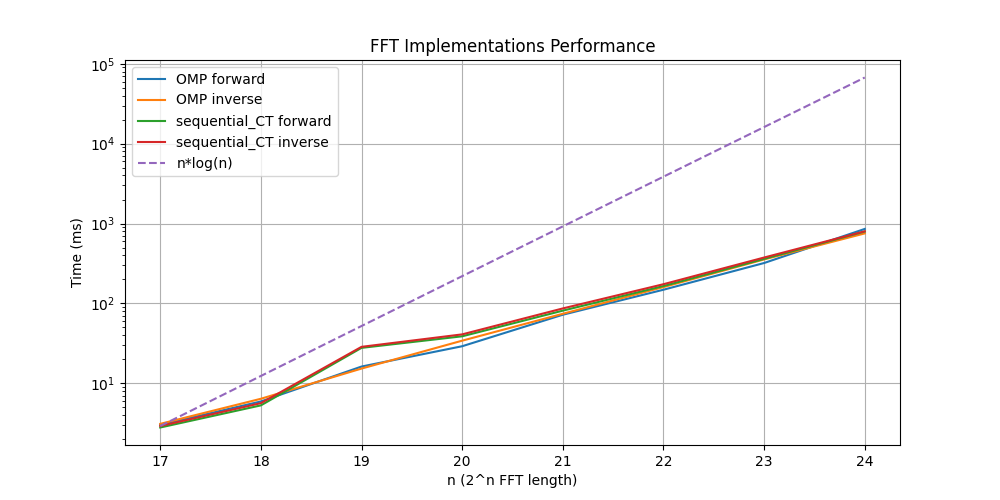 FFT Implementations Performance
OMP forward
OMP inverse
sequential_CT forward
sequential_CT inverse
n*log(n)
Time (ms)
10^5
10^4
10^3
10^2
10^1
17 18 19 20 21 22 23 24
n (2^n FFT length)